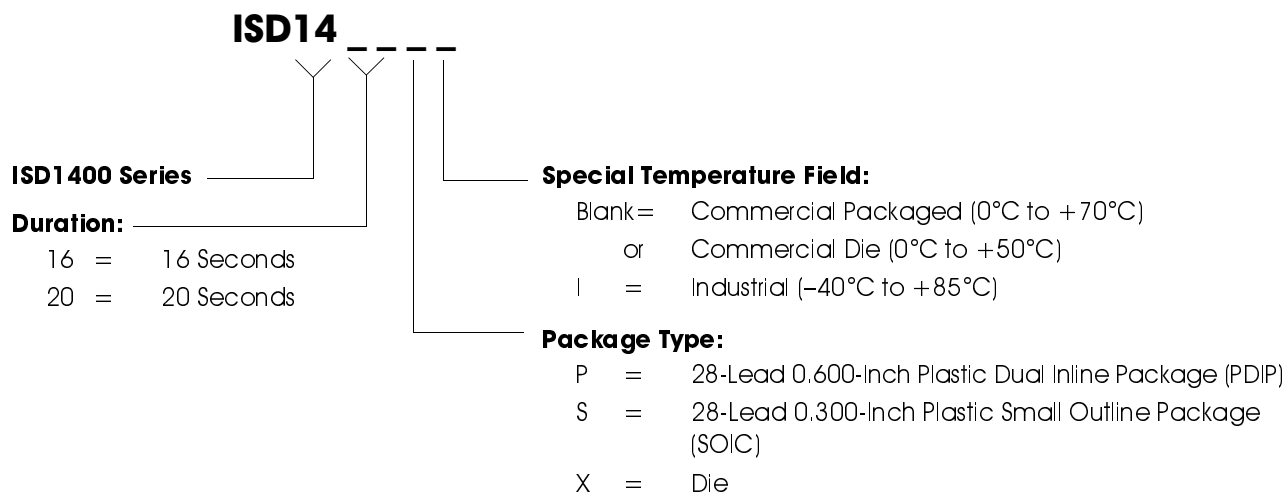 ISD14 _ _ _ _
ISD1400 Series
Duration:
16 = 16 Seconds
20 = 20 Seconds
Special Temperature Field:
Blank= Commercial Packaged (0°C to +70°C)
or Commercial Die (0°C to +50°C)
I = Industrial (–40°C to +85°C)
Package Type:
P = 28-Lead 0.600-Inch Plastic Dual Inline Package (PDIP)
S = 28-Lead 0.300-Inch Plastic Small Outline Package
(SOIC)
X = Die